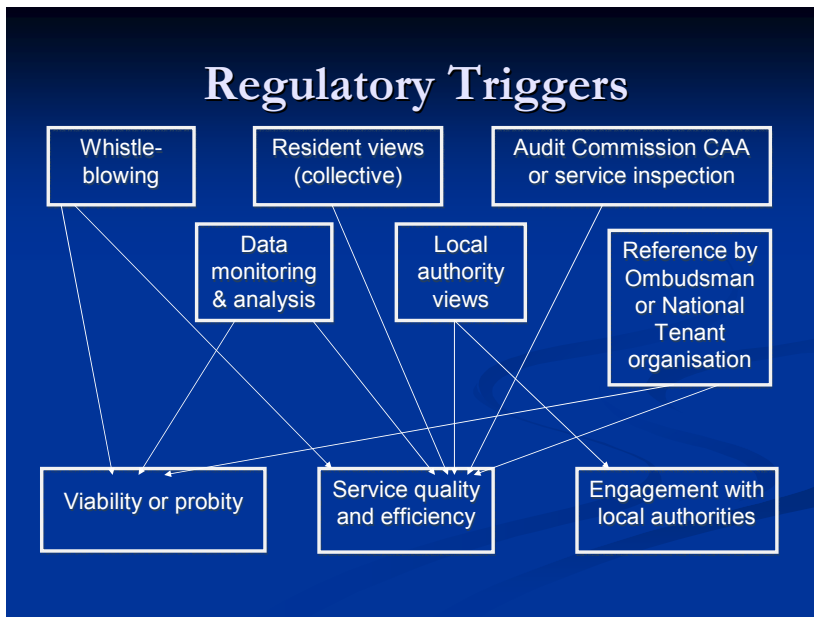 Regulatory Triggers
Whistle-
blowing
Resident views
(collective)
Audit Commission CAA
or service inspection
Data
monitoring
& analysis
Local
authority
views
Reference by
Ombudsman
or National
Tenant
organisation
Viability or probity
Service quality
and efficiency
Engagement with
local authorities